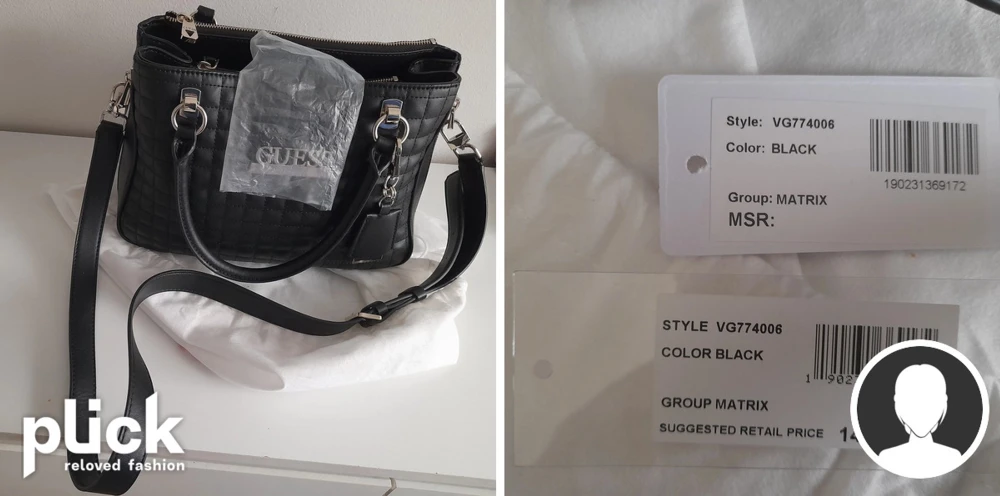 GUESS
plick
reloved fashion
Style: VG774006
Color: BLACK
190231369172
Group: MATRIX
MSR:
STYLE VG774006
COLOR BLACK
GROUP MATRIX
SUGGESTED RETAIL PRICE